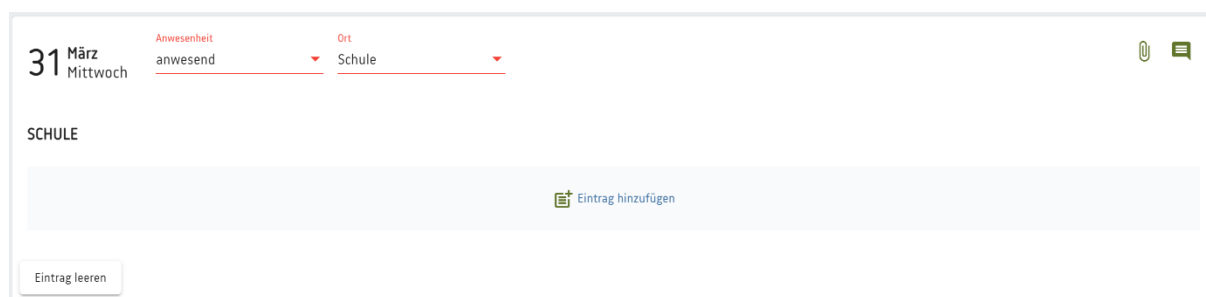 31 März
Mittwoch
Anwesenheit
anwesend
Ort
Schule
SCHULE
Eintrag hinzufügen
Eintrag leeren